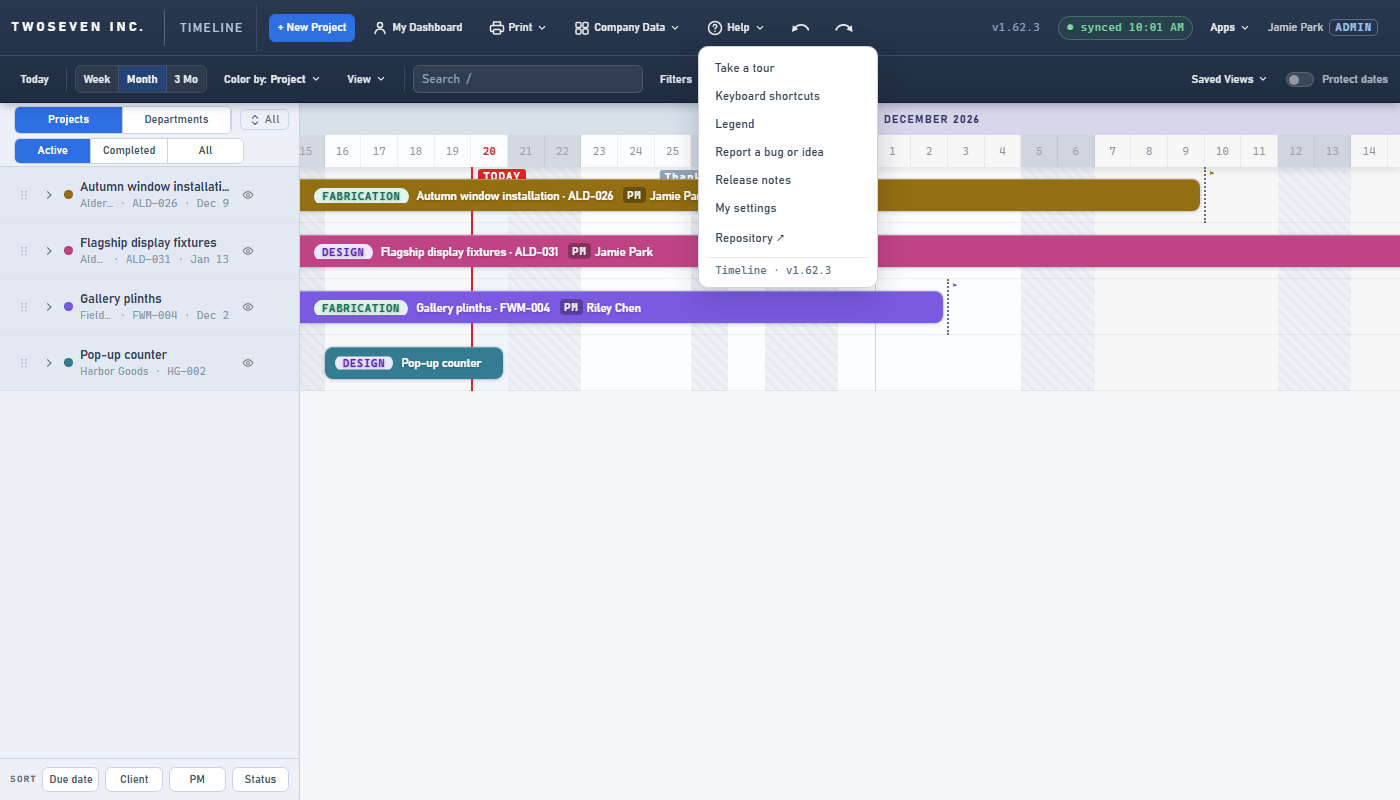 TWOSEVEN INC.
TIMELINE
+ New Project
My Dashboard
Print
Company Data
Help
v1.62.3
synced 10:01 AM
Apps
Jamie Park
ADMIN
Today
Week
Month
3 Mo
Color by: Project
View
Search /
Filters
Saved Views
Protect dates
Take a tour
Keyboard shortcuts
Legend
Report a bug or idea
Release notes
My settings
Repository ↗
Timeline · v1.62.3
Projects
Departments
All
Active
Completed
All
DECEMBER 2026
15 16 17 18 19 20 21 22 23 24 25 1 2 3 4 5 6 7 8 9 10 11 12 13 14
TODAY
Autumn window installati…
Alder… · ALD-026 · Dec 9
FABRICATION
Autumn window installation · ALD-026
PM
Jamie
Flagship display fixtures
Ald… · ALD-031 · Jan 13
DESIGN
Flagship display fixtures · ALD-031
PM
Jamie Park
Gallery plinths
Field… · FWM-004 · Dec 2
FABRICATION
Gallery plinths · FWM-004
PM
Riley Chen
Pop-up counter
Harbor Goods · HG-002
DESIGN
Pop-up counter
SORT
Due date
Client
PM
Status